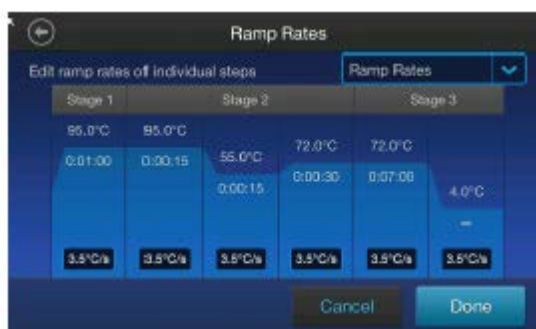 Ramp Rates
Edit ramp rates of individual steps
Ramp Rates
Stage 1 Stage 2 Stage 3
95.0°C 95.0°C 55.0°C 72.0°C 72.0°C 4.0°C
0:01:00 0:00:15 0:00:15 0:00:30 0:07:00 –
3.5°C/s 3.5°C/s 3.5°C/s 3.5°C/s 3.5°C/s 3.5°C/s
Cancel Done